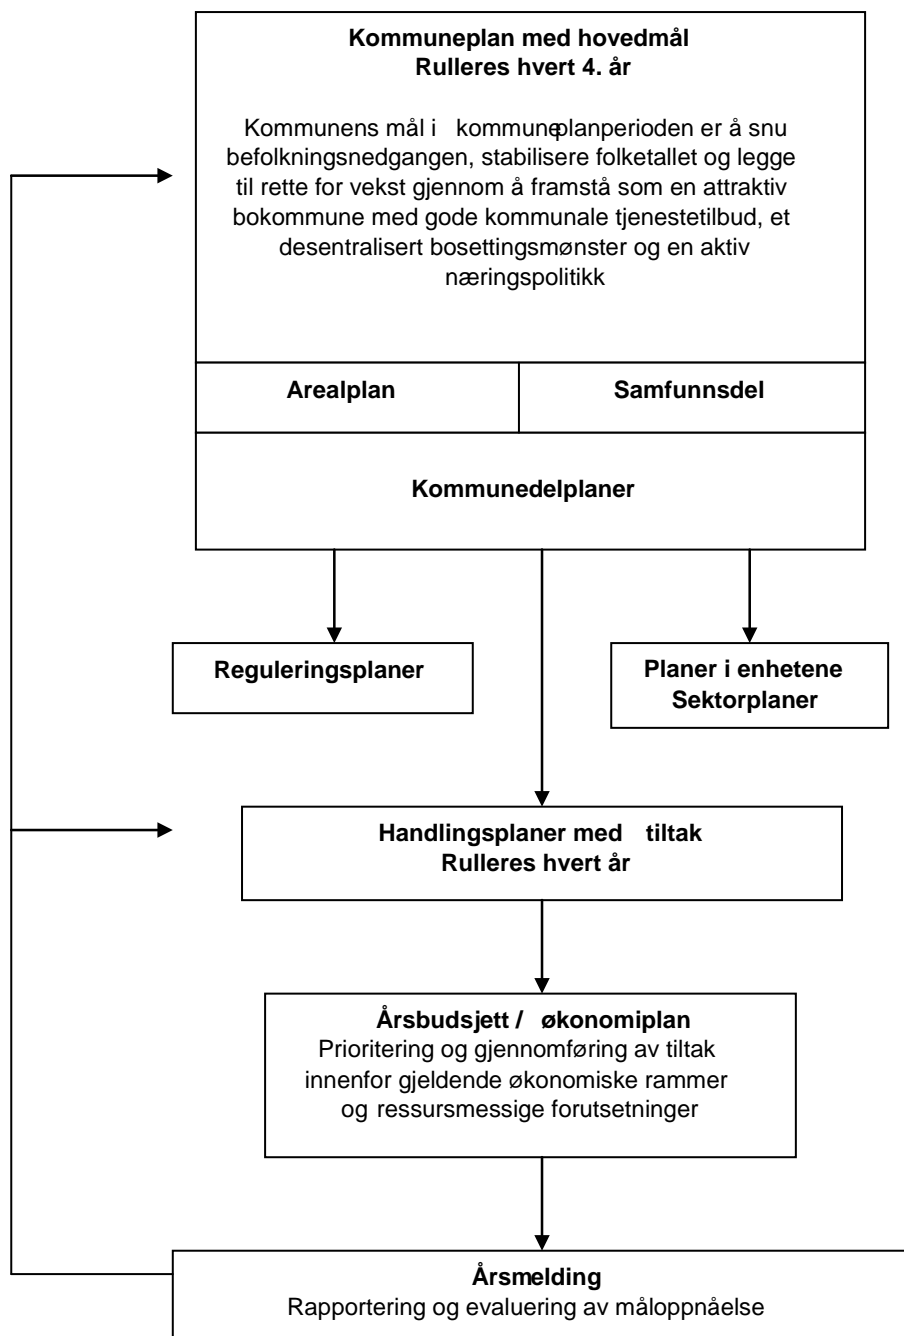 Kommuneplan med hovedmål
Rulleres hvert 4. år
Kommunens mål i kommuneplanperioden er å snu
befolkningsnedgangen, stabilisere folketallet og legge
til rette for vekst gjennom å framstå som en attraktiv
bokommune med gode kommunale tjenestetilbud, et
desentralisert bosettingsmønster og en aktiv
næringspolitikk
Arealplan
Samfunnsdel
Kommunedelplaner
Reguleringsplaner
Planer i enhetene
Sektorplaner
Handlingsplaner med tiltak
Rulleres hvert år
Årsbudsjett / økonomiplan
Prioritering og gjennomføring av tiltak
innenfor gjeldende økonomiske rammer
og ressursmessige forutsetninger
Årsmelding
Rapportering og evaluering av måloppnåelse